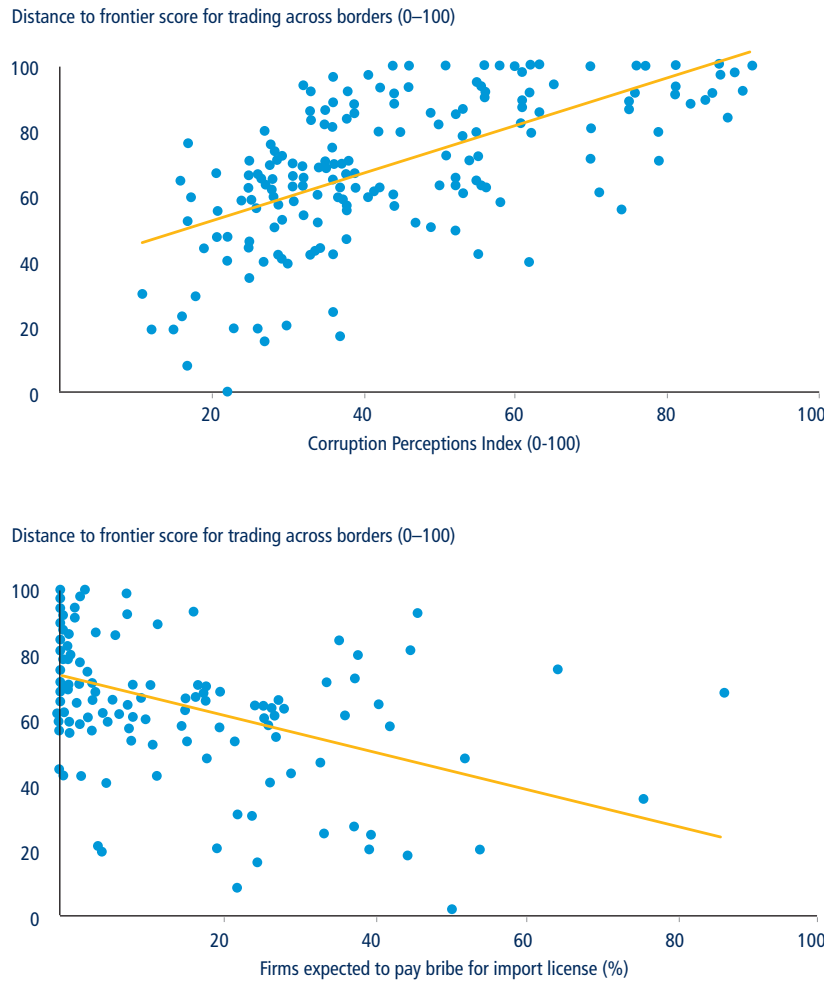 Distance to frontier score for trading across borders (0–100)
100
80
60
40
20
0
20 40 60 80 100
Corruption Perceptions Index (0-100)
Distance to frontier score for trading across borders (0–100)
100
80
60
40
20
0
20 40 60 80 100
Firms expected to pay bribe for import license (%)